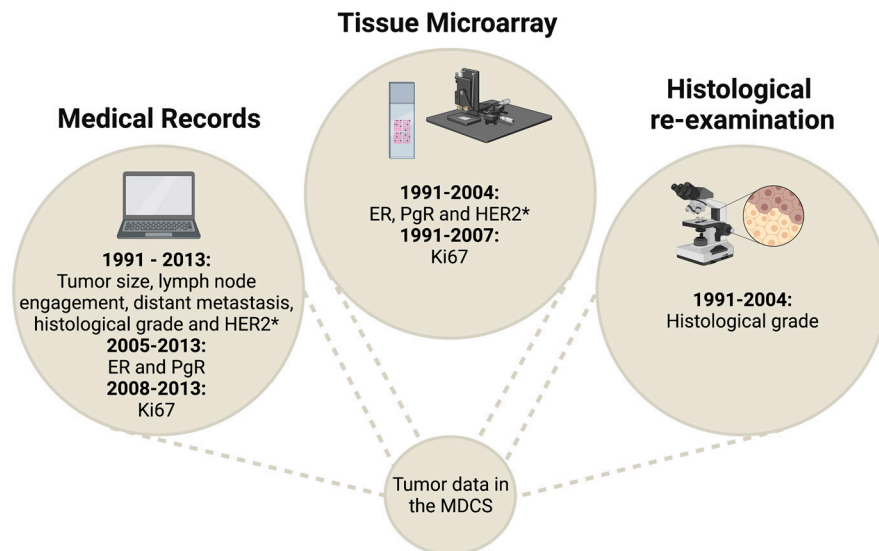 Tissue Microarray
Medical Records
Histological
re-examination
1991 - 2013:
Tumor size, lymph node
engagement, distant metastasis,
histological grade and HER2*
2005-2013:
ER and PgR
2008-2013:
Ki67
1991-2004:
ER, PgR and HER2*
1991-2007:
Ki67
1991-2004:
Histological grade
Tumor data in
the MDCS